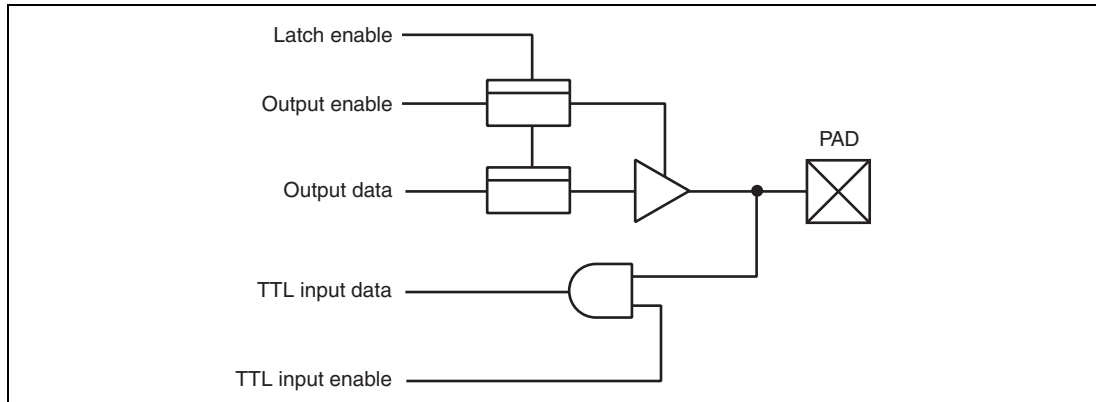 Latch enable
Output enable
PAD
Output data
TTL input data
TTL input enable